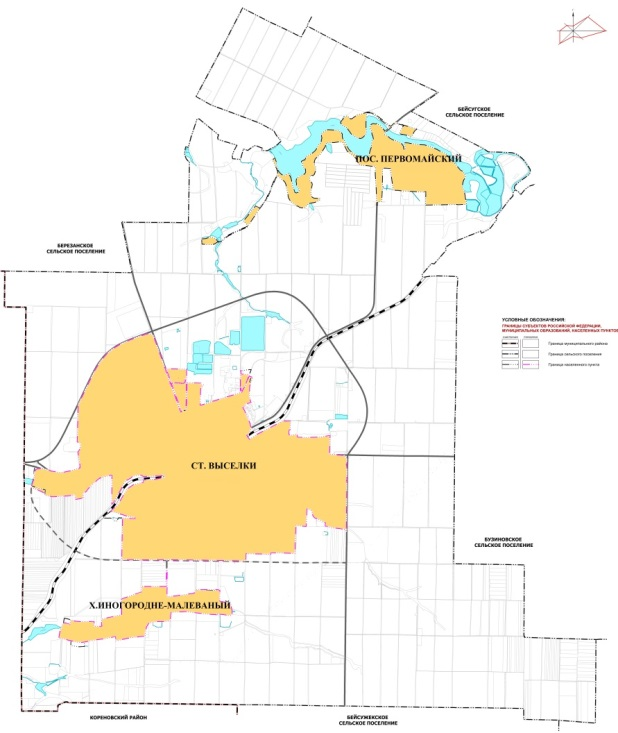 БЕЙСУГСКОЕ
СЕЛЬСКОЕ ПОСЕЛЕНИЕ
ПОС. ПЕРВОМАЙСКИЙ
БЕРЕЗАНСКОЕ
СЕЛЬСКОЕ ПОСЕЛЕНИЕ
УСЛОВНЫЕ ОБОЗНАЧЕНИЯ:
ГРАНИЦЫ СУБЪЕКТОВ РОССИЙСКОЙ ФЕДЕРАЦИИ,
МУНИЦИПАЛЬНЫХ ОБРАЗОВАНИЙ, НАСЕЛЕННЫХ ПУНКТОВ
Граница муниципального района
Граница сельского поселения
Граница населенного пункта
СТ. ВЫСЕЛКИ
БУЗИНОВСКОЕ
СЕЛЬСКОЕ ПОСЕЛЕНИЕ
Х.ИНОГОРОДНЕ-МАЛЕВАНЫЙ
КОРЕНОВСКИЙ РАЙОН
БЕЙСУЖЕКСКОЕ
СЕЛЬСКОЕ ПОСЕЛЕНИЕ